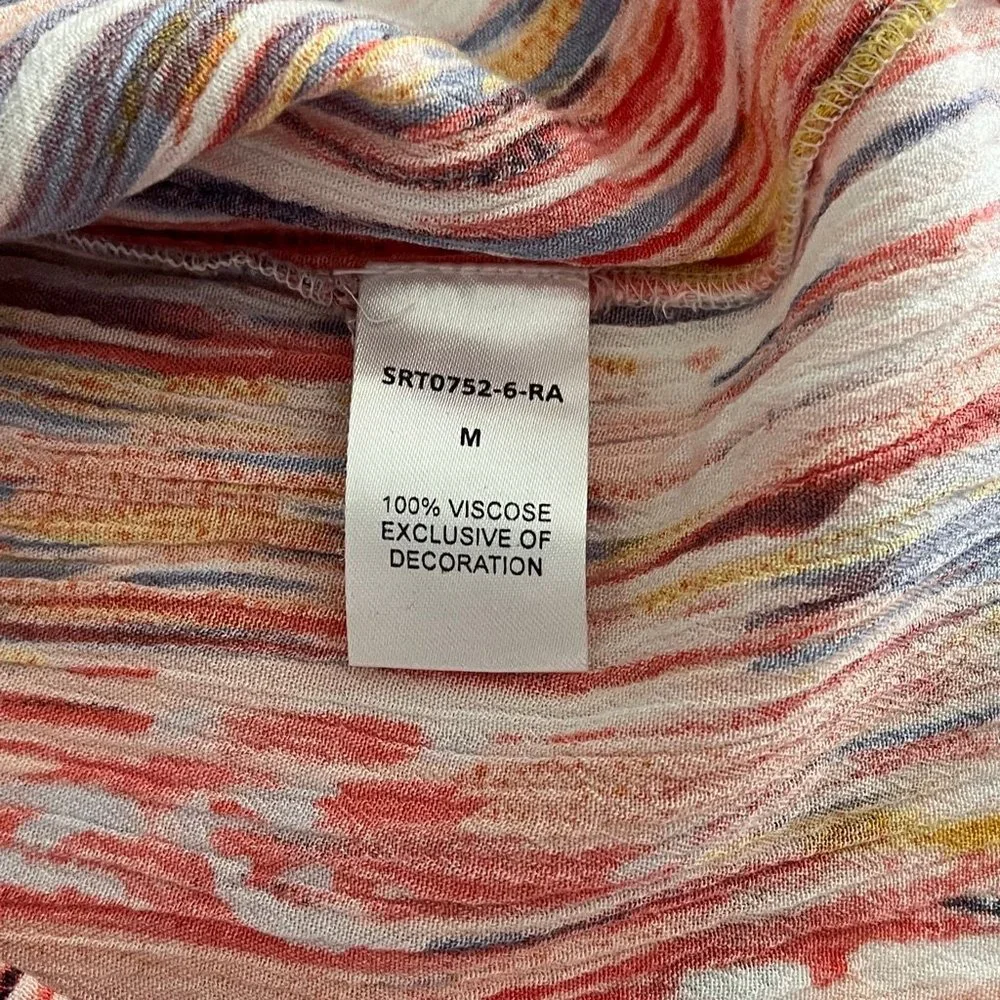 SRT0752-6-RA
M
100% VISCOSE
EXCLUSIVE OF
DECORATION